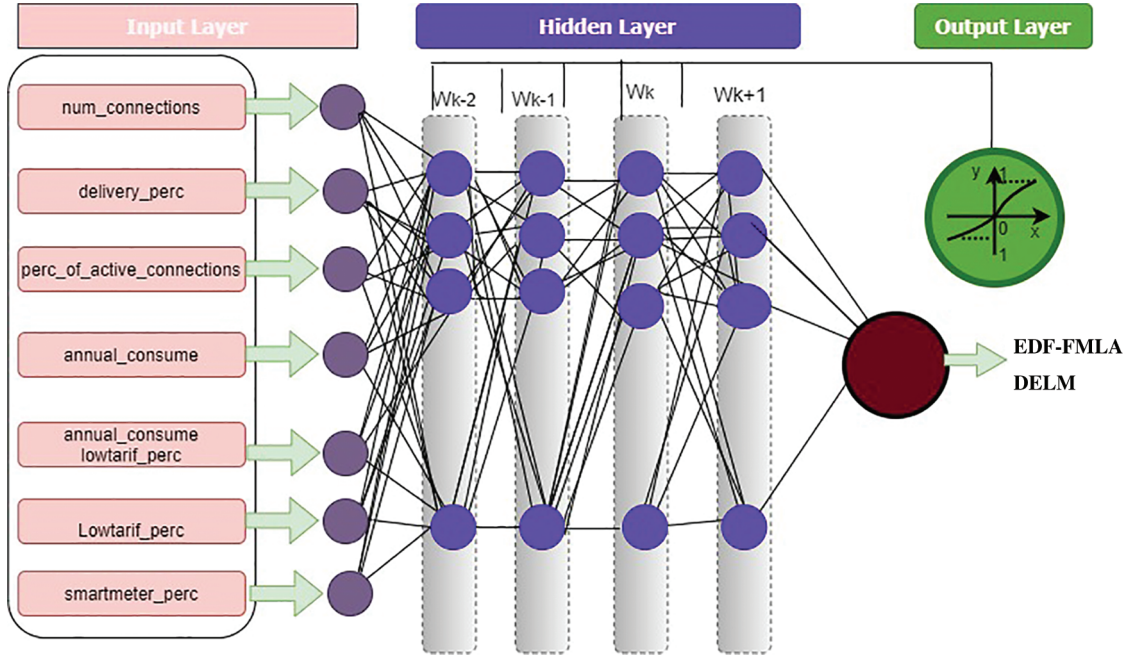 Input Layer
Hidden Layer
Output Layer
num_connections
delivery_perc
perc_of_active_connections
annual_consume
annual_consume
lowtarif_perc
Lowtarif_perc
smartmeter_perc
Wk-2
Wk-1
Wk
Wk+1
y
1
0
x
1
EDF-FMLA
DELM